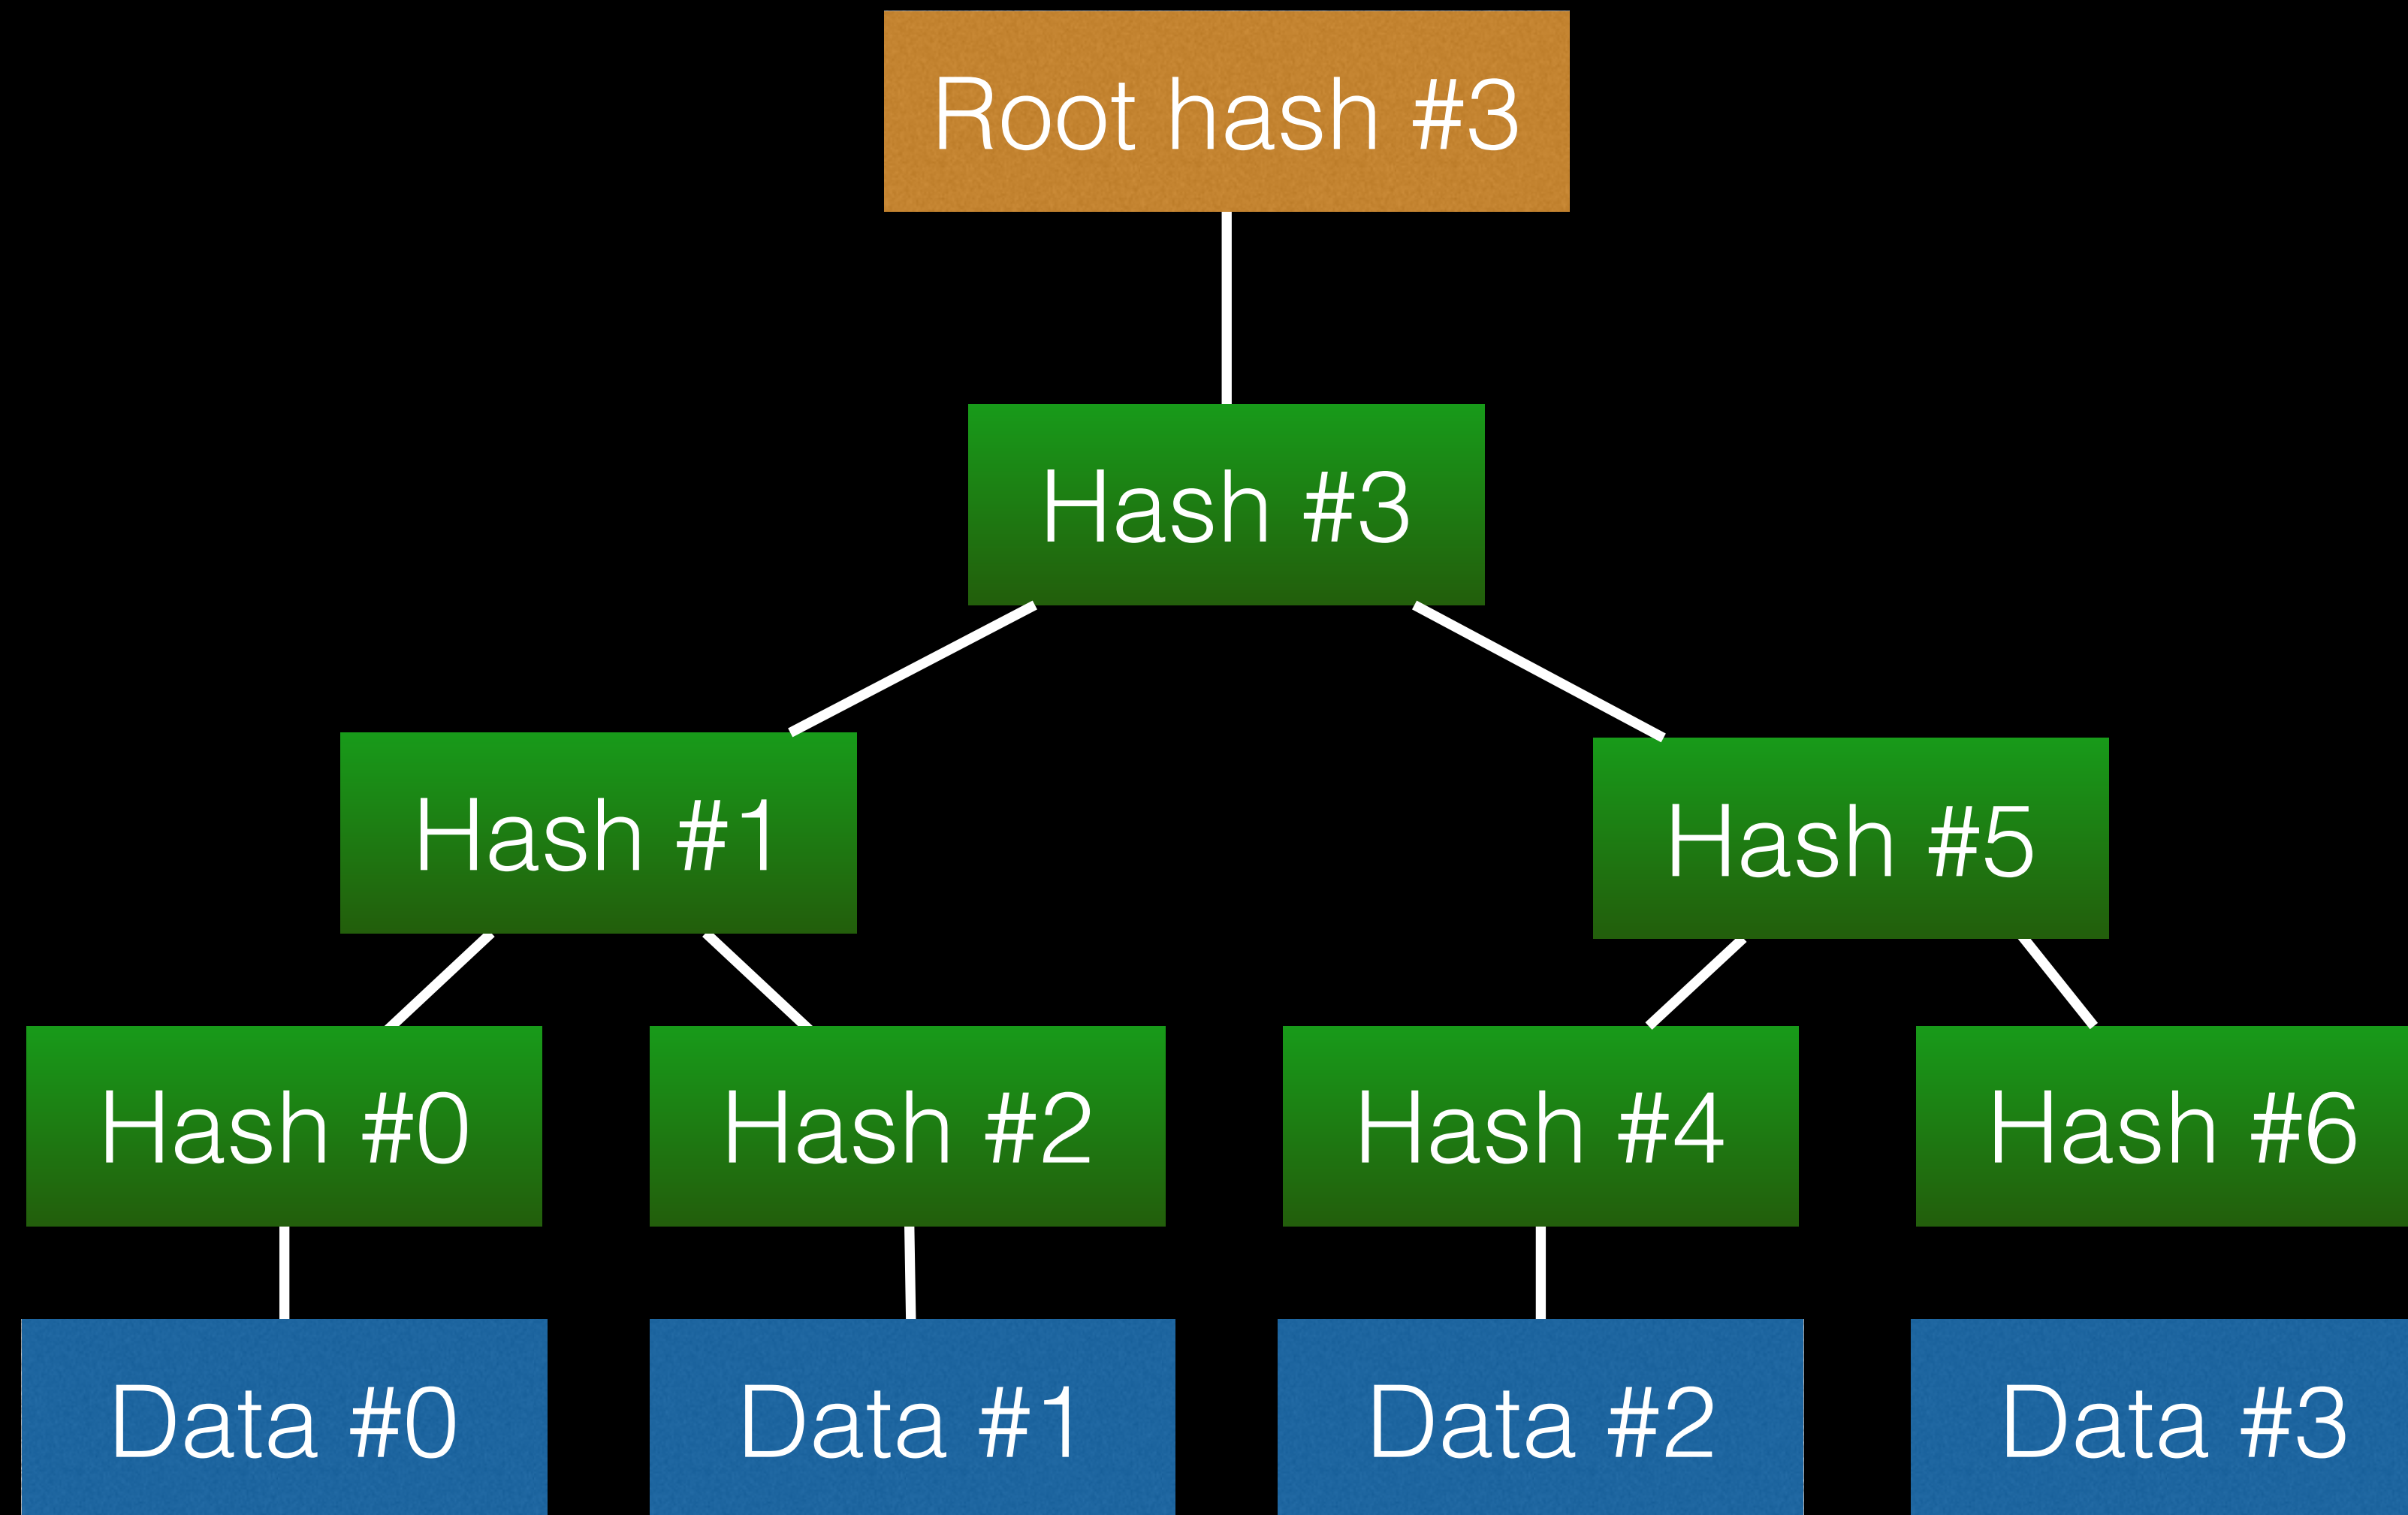 Root hash #3
Hash #3
Hash #1
Hash #5
Hash #0
Hash #2
Hash #4
Hash #6
Data #0
Data #1
Data #2
Data #3